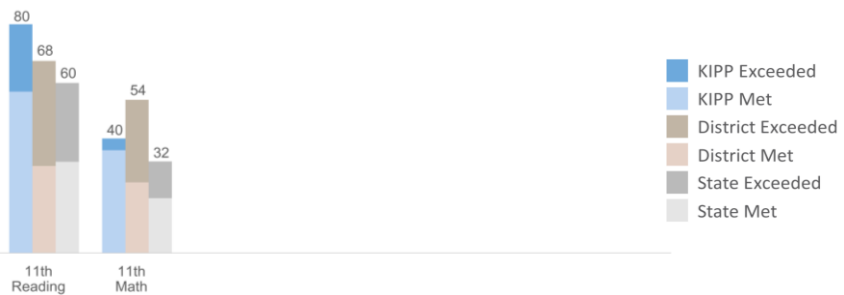 80
68
60
54
40
32
11th
Reading
11th
Math
KIPP Exceeded
KIPP Met
District Exceeded
District Met
State Exceeded
State Met